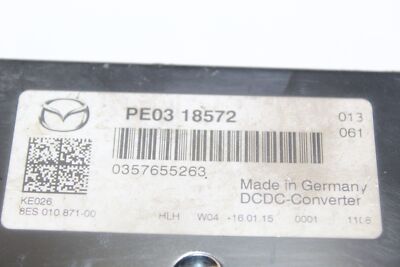 PE03 18572
013
061
0357655263
Made in Germany
DCDC-Converter
KE026
8ES 010 871-00
HLH W04 -16.01.15 0001 1106